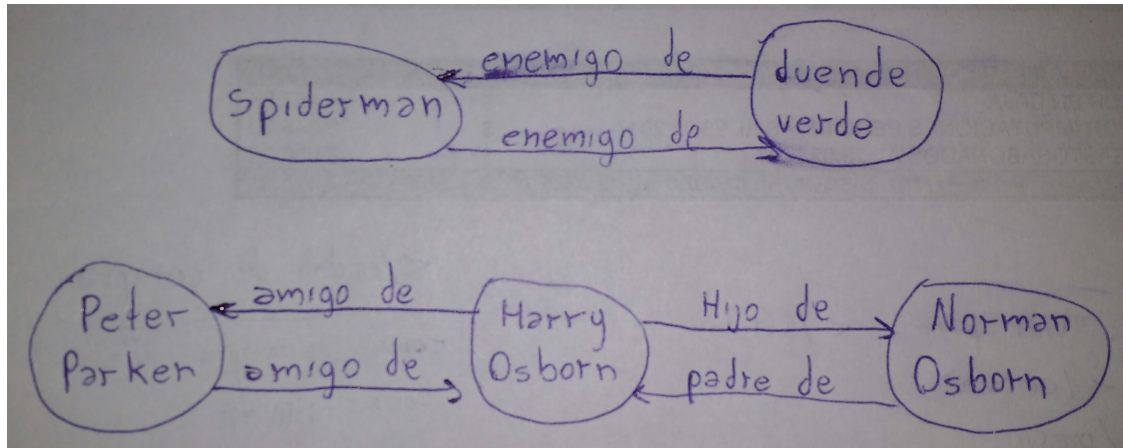 enemigo de
Spiderman
duende
verde
enemigo de
amigo de
Peter
Parker
amigo de
Harry
Osborn
Hijo de
padre de
Norman
Osborn